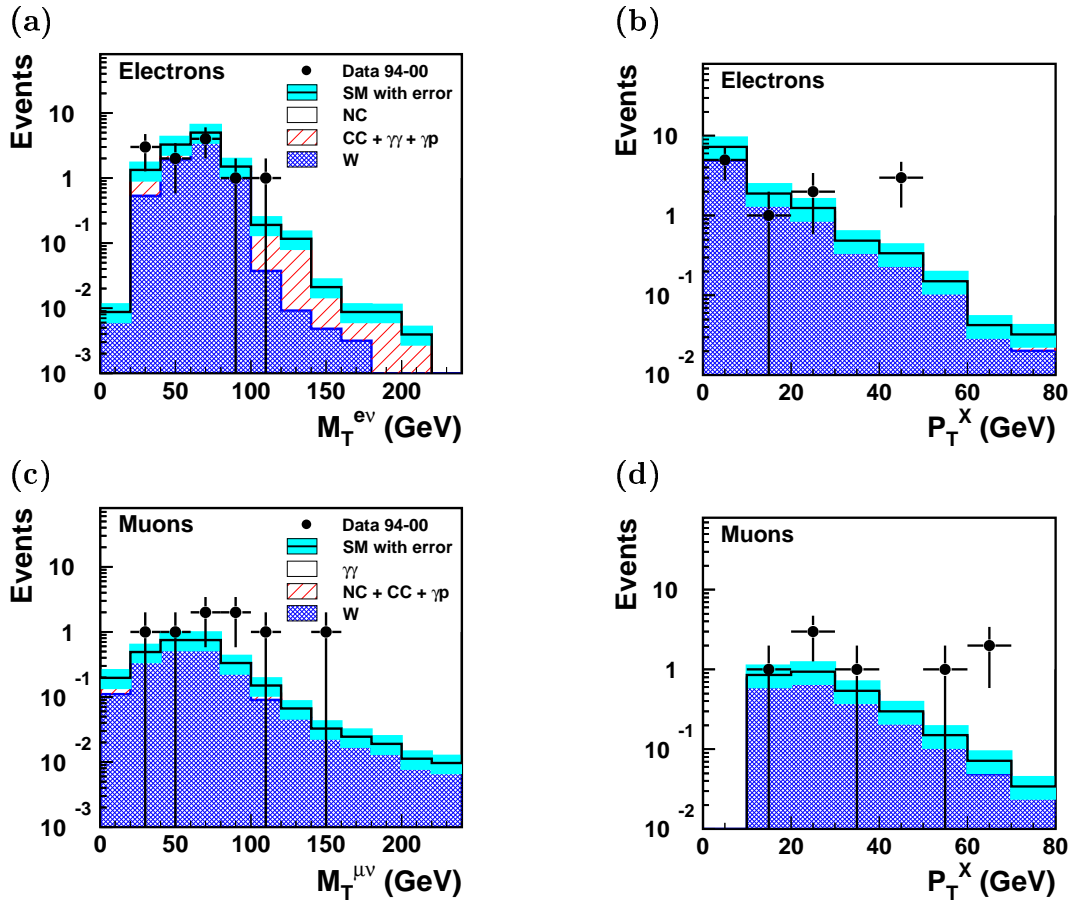 (a)
Events
Electrons
Data 94-00
SM with error
NC
CC + γγ + γp
W
10
1
10⁻¹
10⁻²
10⁻³
0 50 100 150 200
M_T^eν (GeV)
(b)
Events
Electrons
10
1
10⁻¹
10⁻²
0 20 40 60 80
P_T^X (GeV)
(c)
Events
Muons
Data 94-00
SM with error
γγ
NC + CC + γp
W
10
1
10⁻¹
10⁻²
10⁻³
0 50 100 150 200
M_T^μν (GeV)
(d)
Events
Muons
10
1
10⁻¹
10⁻²
0 20 40 60 80
P_T^X (GeV)